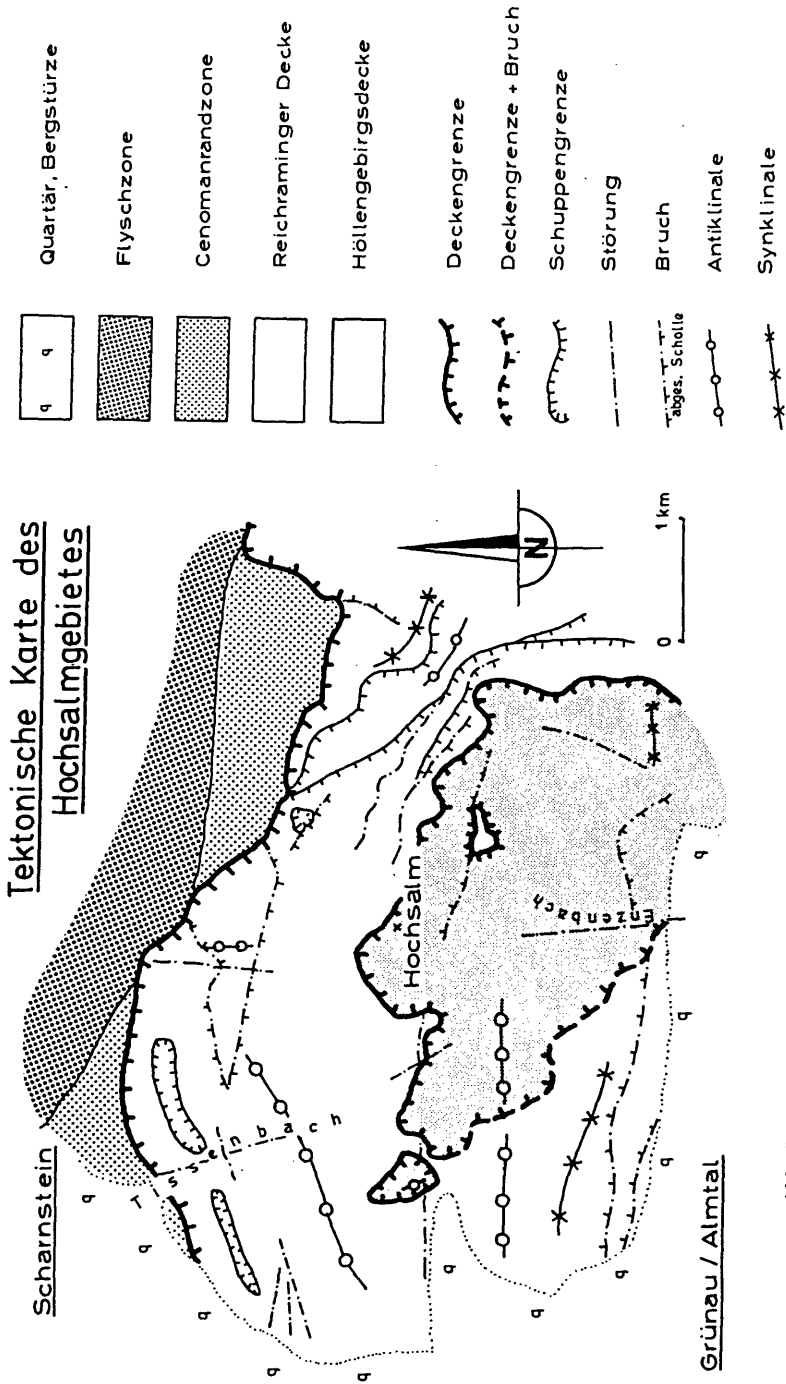 Tektonische Karte des
Hochsalmgebietes
Scharnstein
q
q
q
q
q
q
q
q
q
q
Tissenbach
Hochsalm
Enzenbach
Grünau / Almtal
N
0
1 km
q q
Quartär, Bergstürze
Flyschzone
Cenomanrandzone
Reichraminger Decke
Höllengebirgsdecke
Deckengrenze
Deckengrenze + Bruch
Schuppengrenze
Störung
abges. Scholle
Bruch
Antiklinale
Synklinale